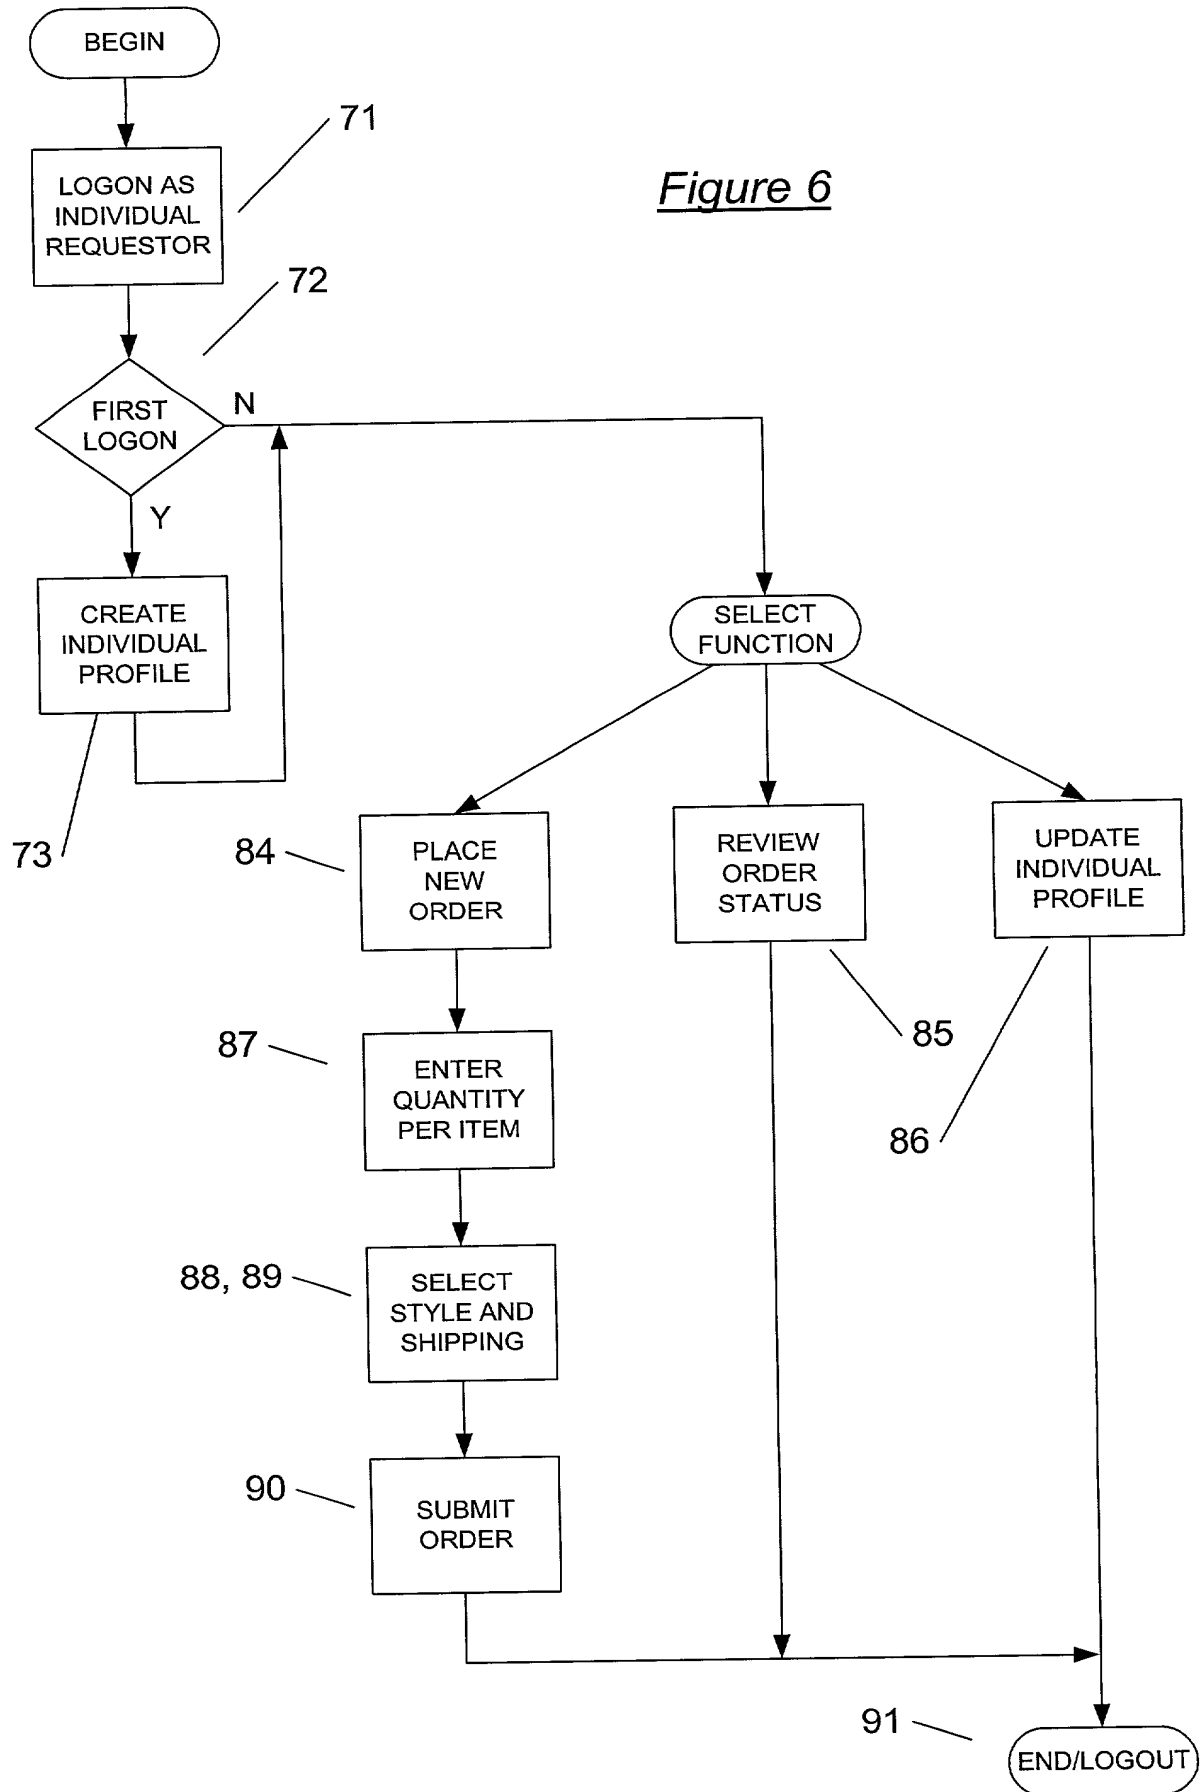 BEGIN
71
LOGON AS
INDIVIDUAL
REQUESTOR
Figure 6
72
FIRST
LOGON
N
Y
CREATE
INDIVIDUAL
PROFILE
73
SELECT
FUNCTION
84
PLACE
NEW
ORDER
REVIEW
ORDER
STATUS
85
UPDATE
INDIVIDUAL
PROFILE
86
87
ENTER
QUANTITY
PER ITEM
88, 89
SELECT
STYLE AND
SHIPPING
90
SUBMIT
ORDER
91
END/LOGOUT